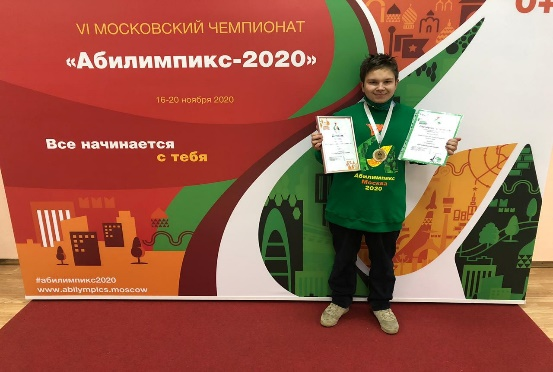 VI МОСКОВСКИЙ ЧЕМПИОНАТ
«Абилимпикс-2020»
16-20 ноября 2020
Все начинается
с тебя
#абилимпикс2020
www.abilympics.moscow
0+
Абилимпикс
Москва
2020